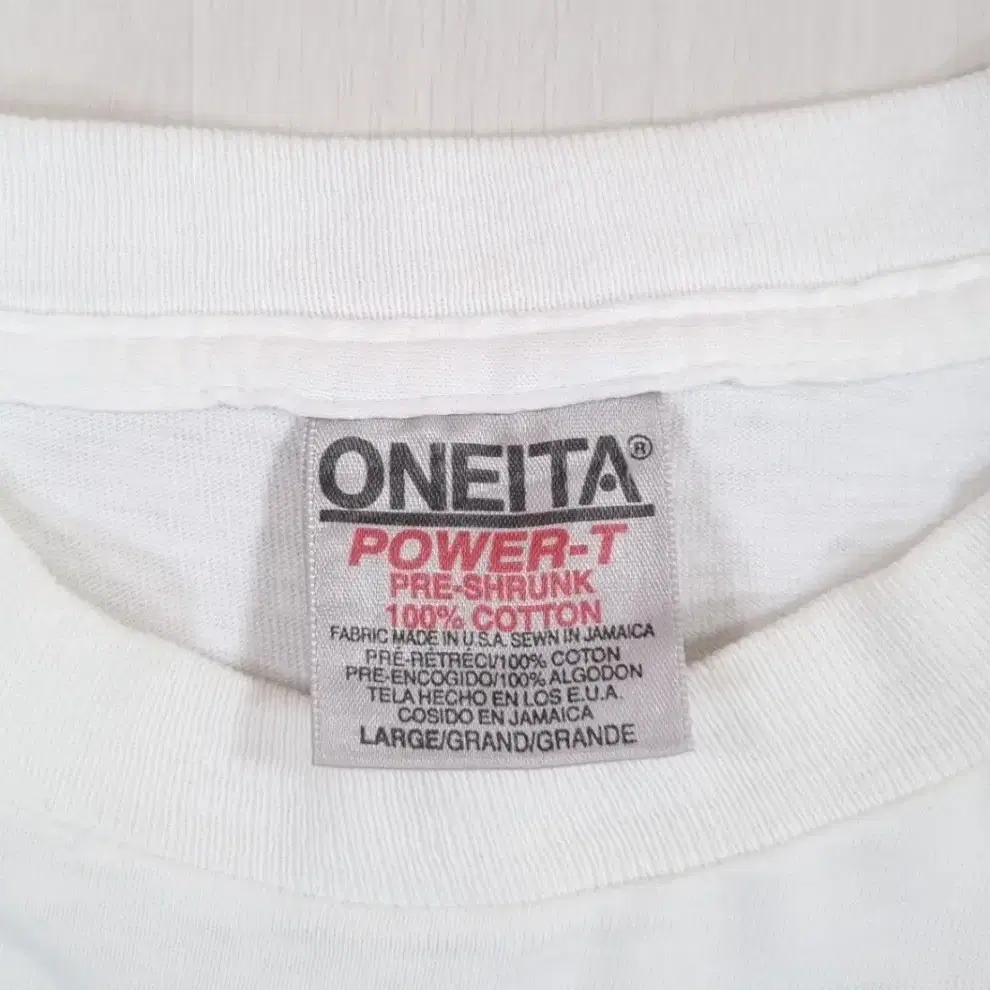 ONEITA®
POWER-T
PRE-SHRUNK
100% COTTON
FABRIC MADE IN U.S.A. SEWN IN JAMAICA
PRÉ-RÉTRÉCI/100% COTON
PRE-ENCOGIDO/100% ALGODON
TELA HECHO EN LOS E.U.A.
COSIDO EN JAMAICA
LARGE/GRAND/GRANDE